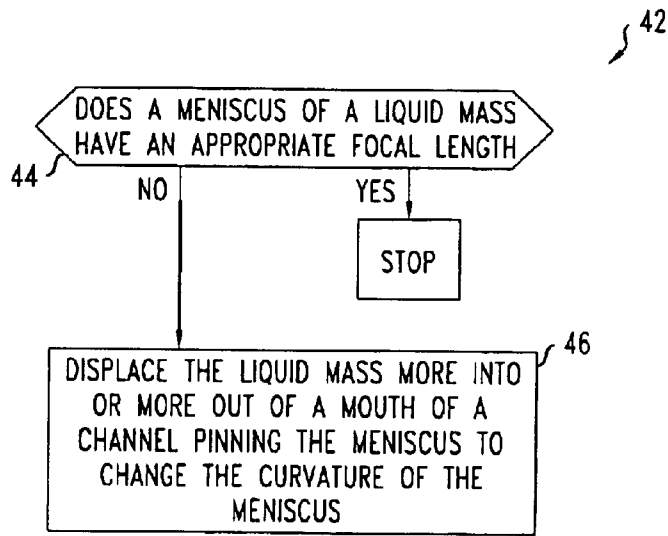 42
DOES A MENISCUS OF A LIQUID MASS
HAVE AN APPROPRIATE FOCAL LENGTH
44
NO
YES
STOP
46
DISPLACE THE LIQUID MASS MORE INTO
OR MORE OUT OF A MOUTH OF A
CHANNEL PINNING THE MENISCUS TO
CHANGE THE CURVATURE OF THE
MENISCUS